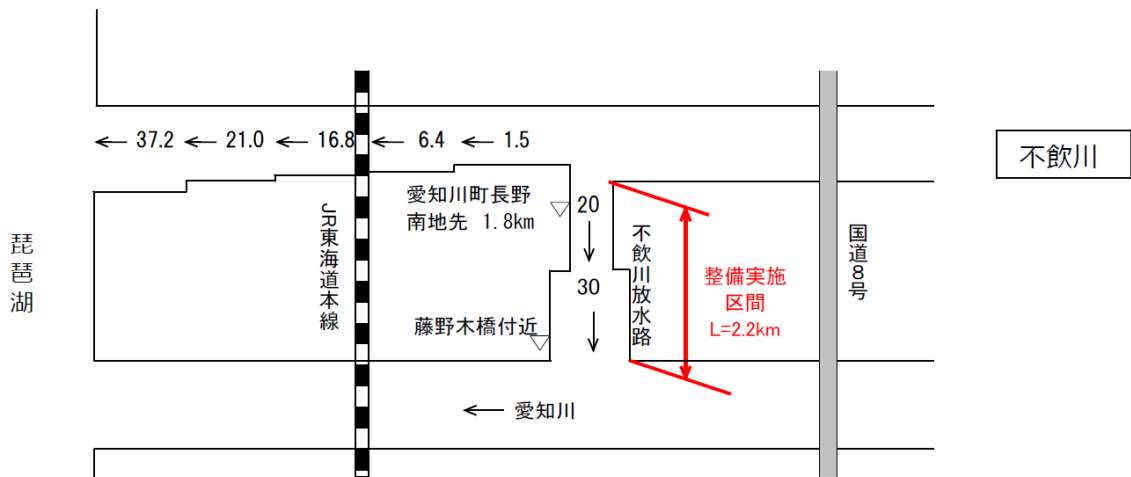 ← 37.2 ← 21.0 ← 16.8 ← 6.4 ← 1.5
不飲川
愛知川町長野
南地先 1.8km
20
30
藤野木橋付近
琵琶湖
JR東海道本線
不飲川放水路
整備実施
区間
L=2.2km
国道8号
← 愛知川